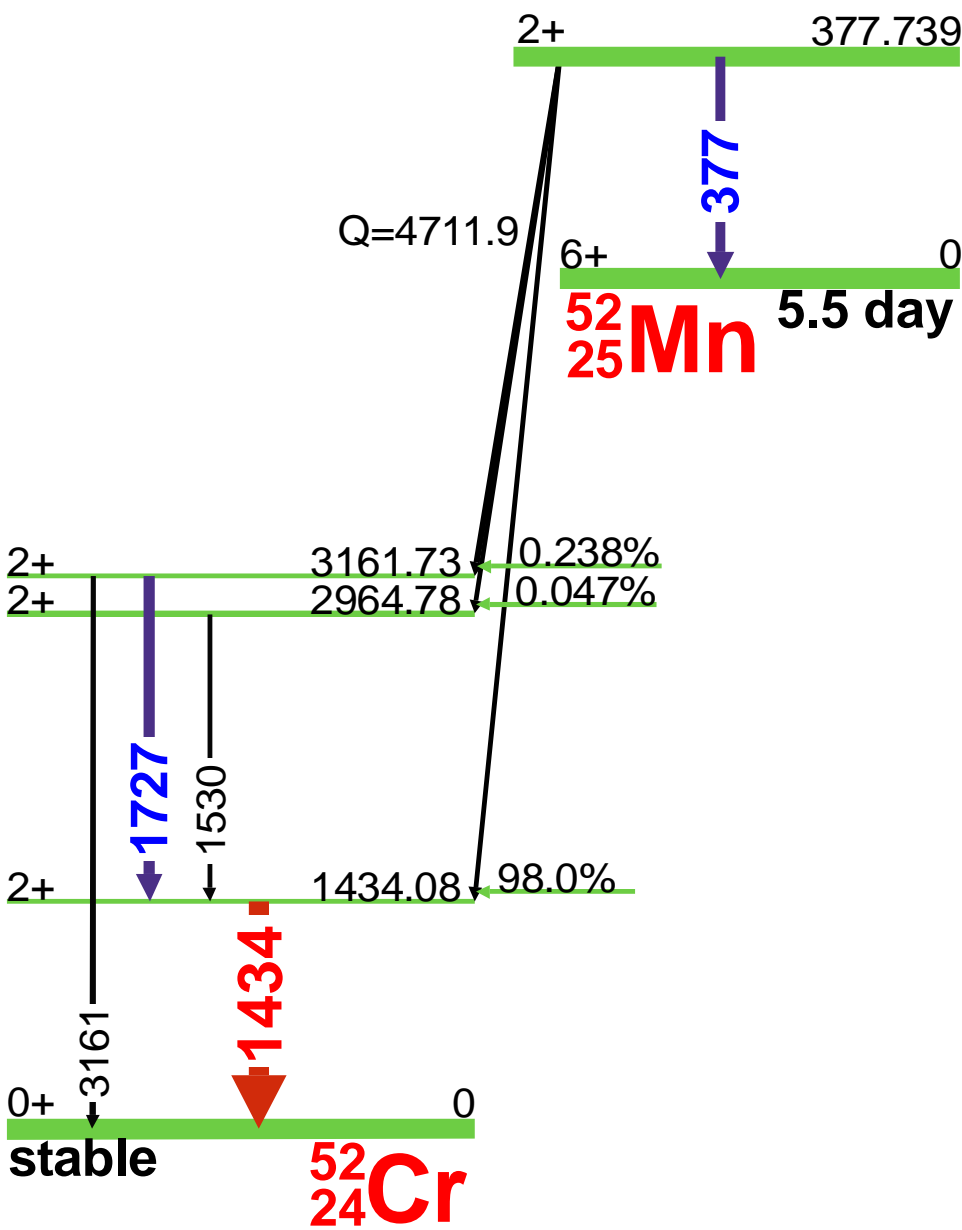 2+ 377.739
377
Q=4711.9
6+ 0
52
25
Mn
5.5 day
2+ 3161.73 0.238%
2+ 2964.78 0.047%
1727
1530
2+ 1434.08 98.0%
1434
3161
0+ 0
stable
52
24
Cr